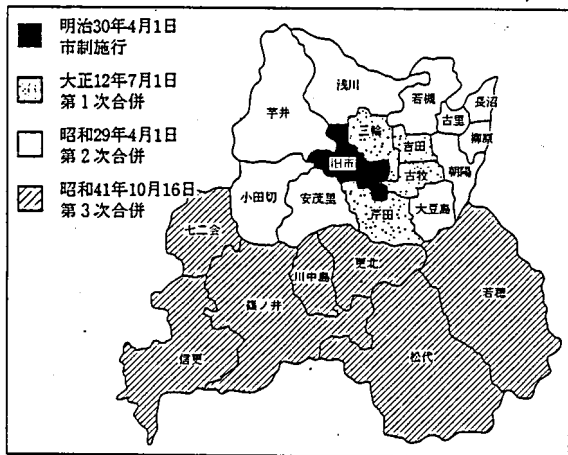 明治30年4月1日
市制施行
大正12年7月1日
第1次合併
昭和29年4月1日
第2次合併
昭和41年10月16日
第3次合併
浅川
芋井
若槻
長沼
古里
三輪
柳原
吉田
旧市
朝陽
古牧
小田切
安茂里
大豆島
芹田
七二会
更北
川中島
若穂
篠ノ井
信更
松代